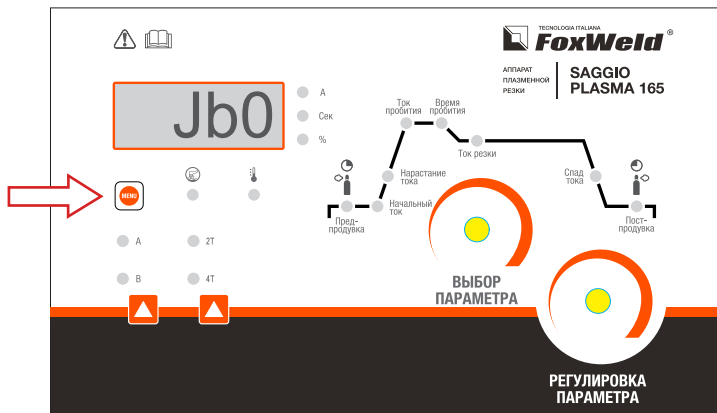 TECNOLOGIA ITALIANA
FoxWeld®
АППАРАТ
ПЛАЗМЕННОЙ
РЕЗКИ
SAGGIO
PLASMA 165
Jb0
A
Сек
%
MENU
A
B
2T
4T
Ток
пробития
Время
пробития
Ток резки
Нарастание
тока
Начальный
ток
Пред-
продувка
Спад
тока
Пост-
продувка
ВЫБОР
ПАРАМЕТРА
РЕГУЛИРОВКА
ПАРАМЕТРА